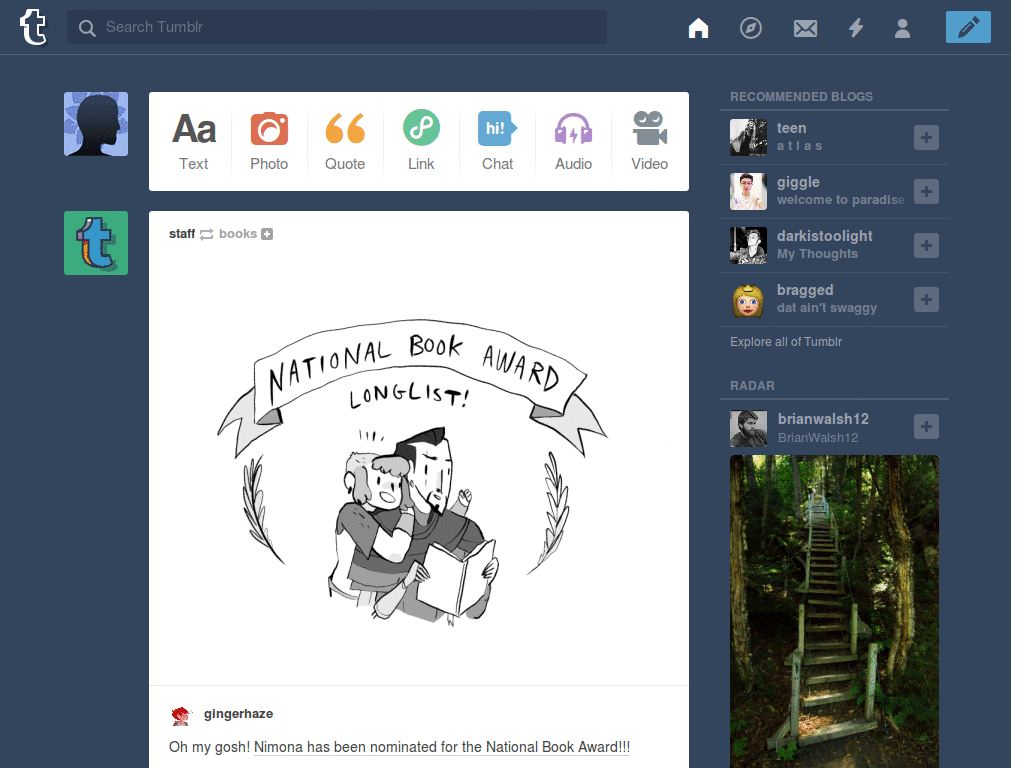 t
Search Tumblr
Aa
hi!
Text
Photo
Quote
Link
Chat
Audio
Video
t
staff books
NATIONAL BOOK AWARD
LONGLIST!
gingerhaze
Oh my gosh! Nimona has been nominated for the National Book Award!!!
RECOMMENDED BLOGS
teen
a t l a s
giggle
welcome to paradise
darkistoolight
My Thoughts
bragged
dat ain't swaggy
Explore all of Tumblr
RADAR
brianwalsh12
BrianWalsh12